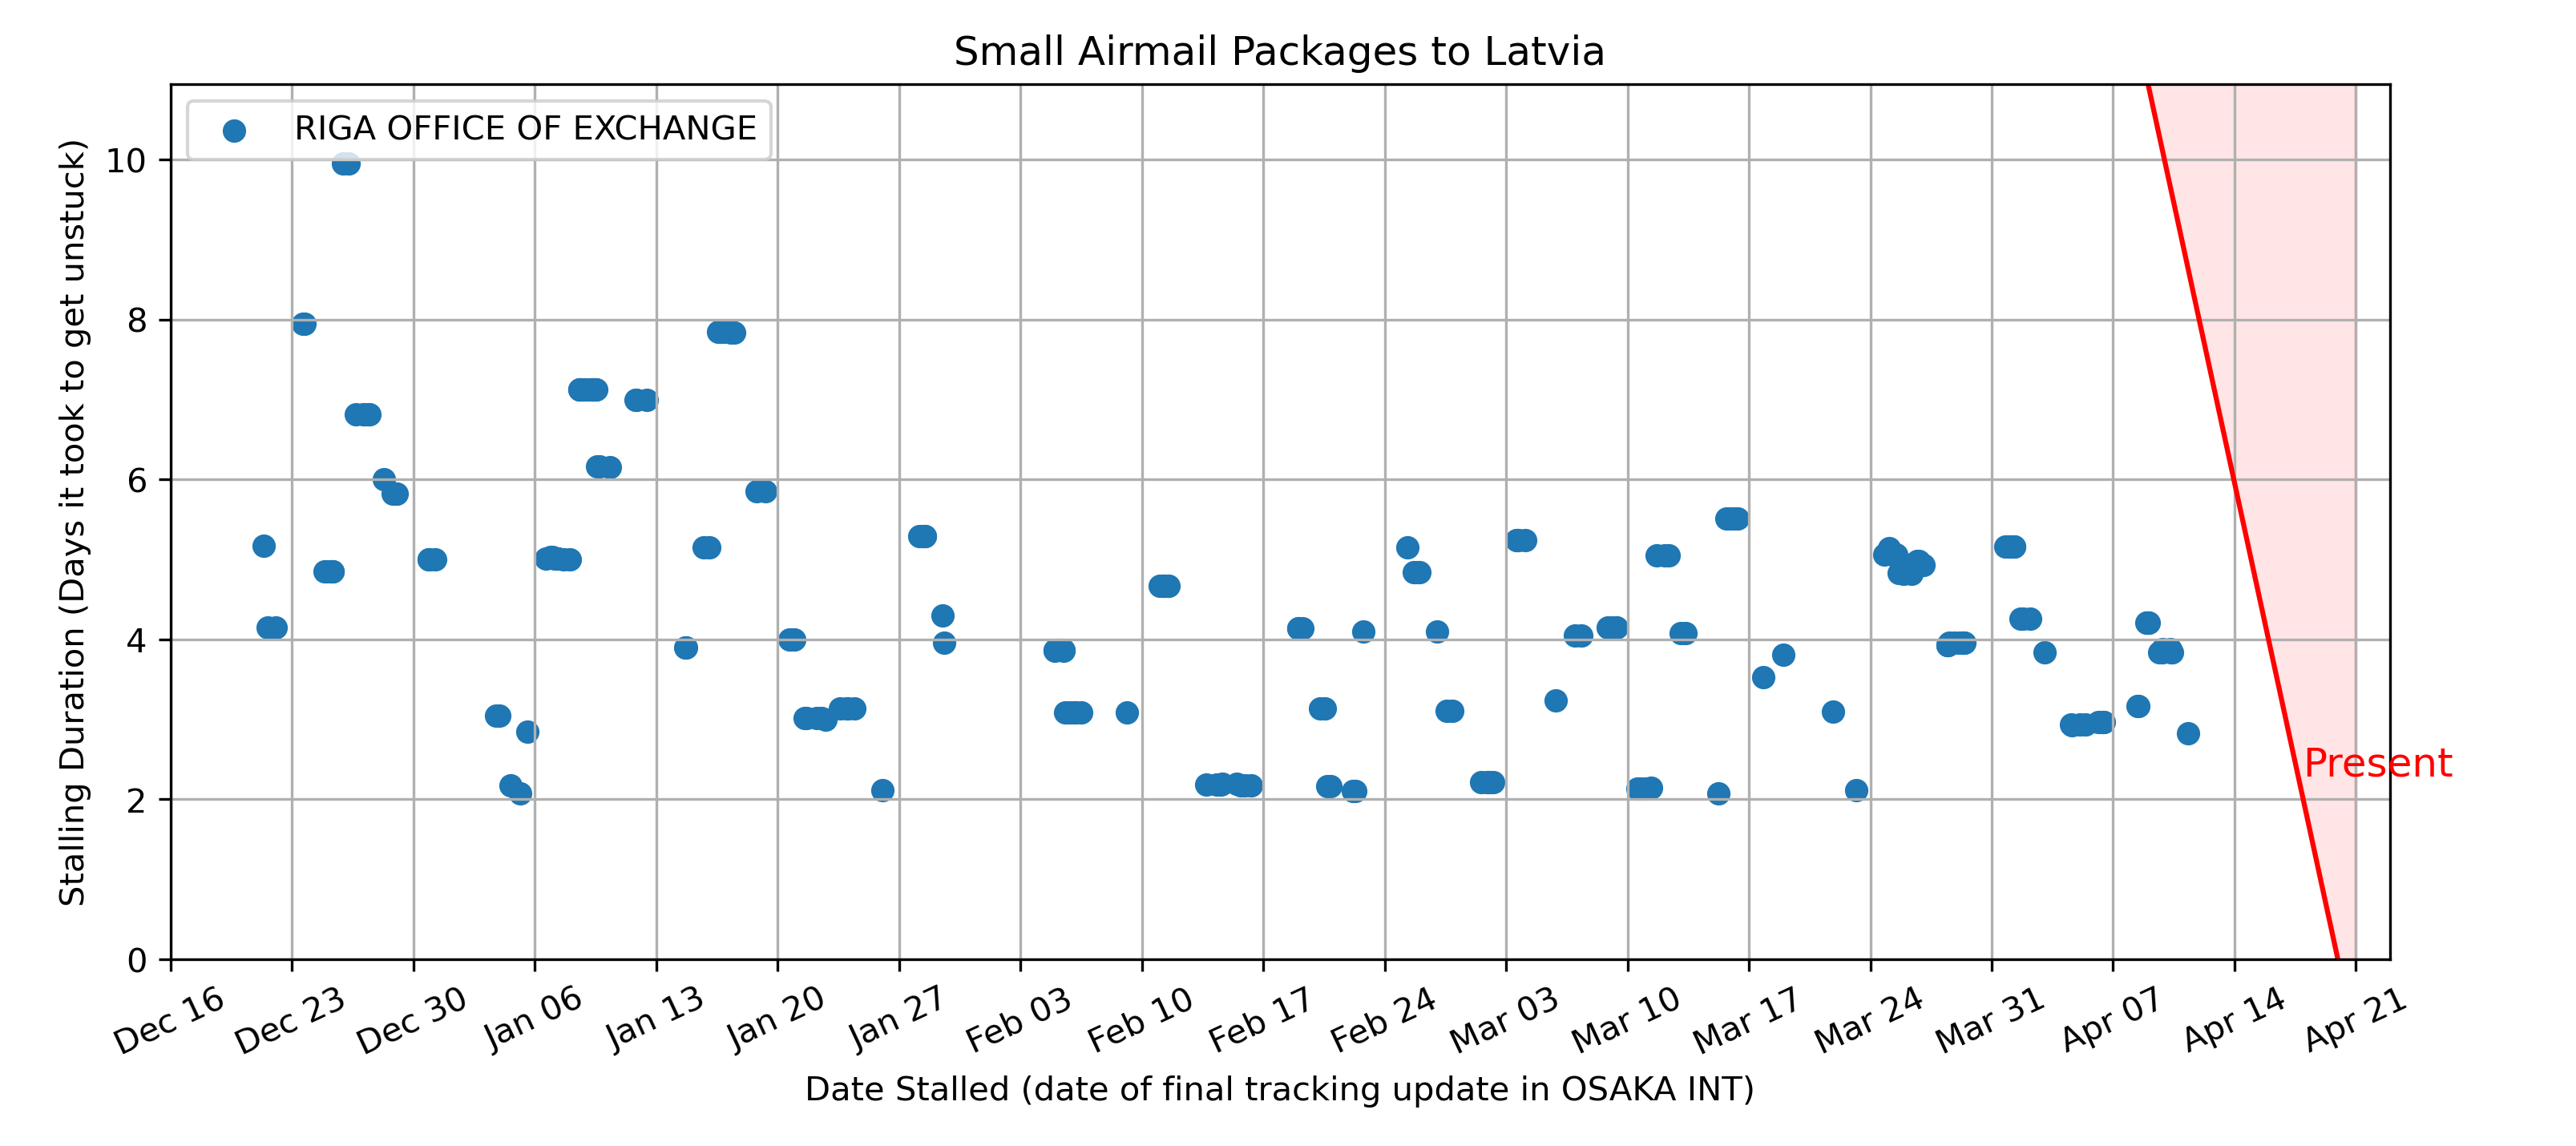 Small Airmail Packages to Latvia
RIGA OFFICE OF EXCHANGE
Stalling Duration (Days it took to get unstuck)
10
8
6
4
2
0
Present
Dec 16
Dec 23
Dec 30
Jan 06
Jan 13
Jan 20
Jan 27
Feb 03
Feb 10
Feb 17
Feb 24
Mar 03
Mar 10
Mar 17
Mar 24
Mar 31
Apr 07
Apr 14
Apr 21
Date Stalled (date of final tracking update in OSAKA INT)